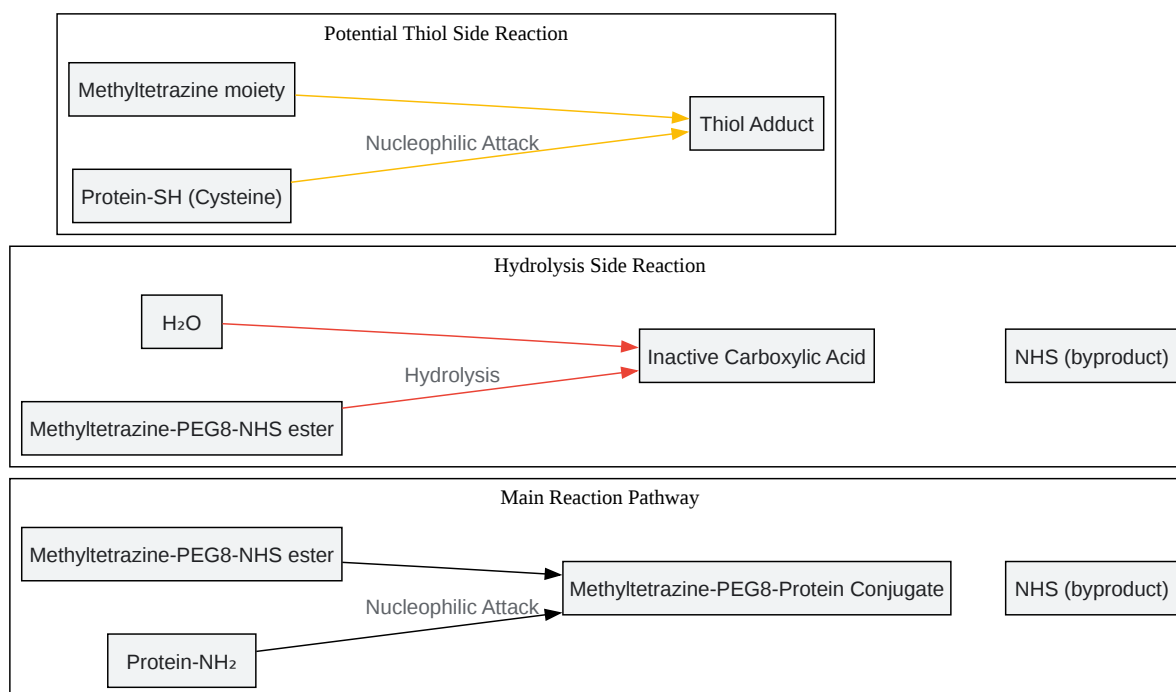 Potential Thiol Side Reaction
Methyltetrazine moiety
Thiol Adduct
Nucleophilic Attack
Protein-SH (Cysteine)
Hydrolysis Side Reaction
H₂O
Inactive Carboxylic Acid
NHS (byproduct)
Hydrolysis
Methyltetrazine-PEG8-NHS ester
Main Reaction Pathway
Methyltetrazine-PEG8-NHS ester
Methyltetrazine-PEG8-Protein Conjugate
NHS (byproduct)
Nucleophilic Attack
Protein-NH₂